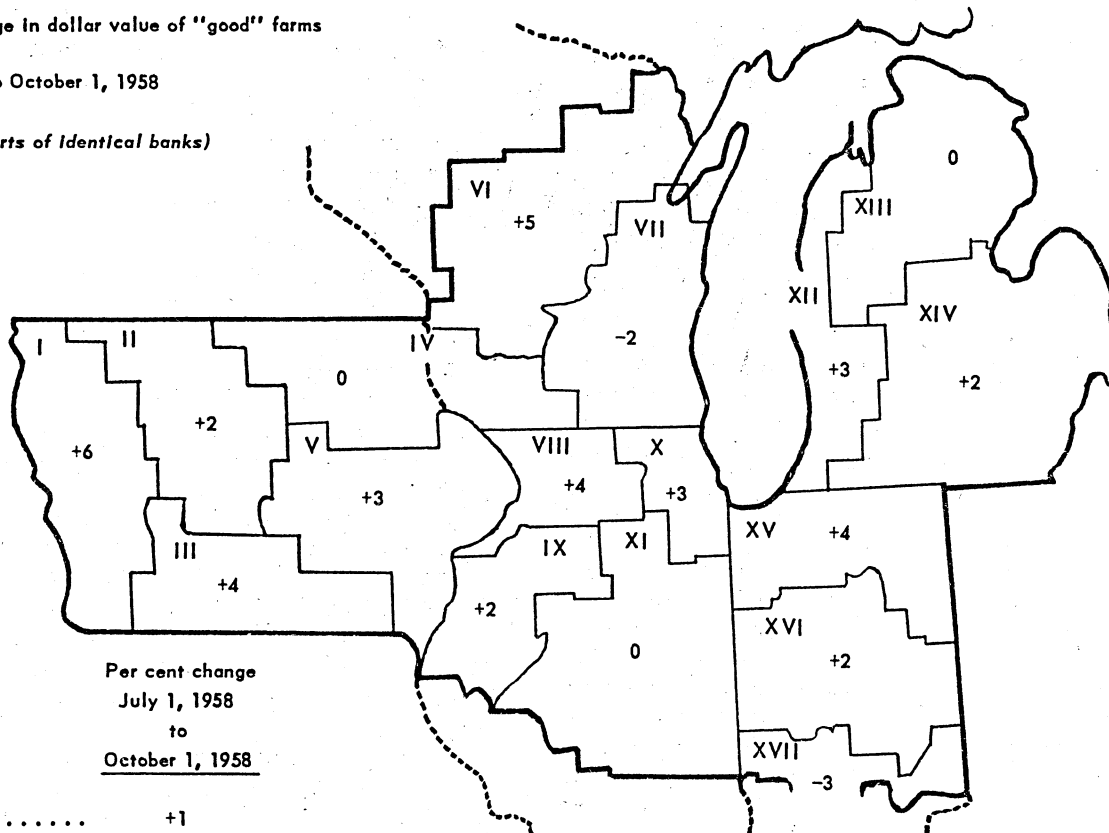 ge in dollar value of "good" farms
October 1, 1958
rts of identical banks)
0
VI
XIII
+5
VII
XII
XIV
I
II
IV
-2
0
+3
+2
+2
V
VIII
X
+6
+3
+4
+3
III
IX
XI
XV
+4
+4
+2
XVI
0
+2
Per cent change
July 1, 1958
to
October 1, 1958
XVII
-3
...... +1